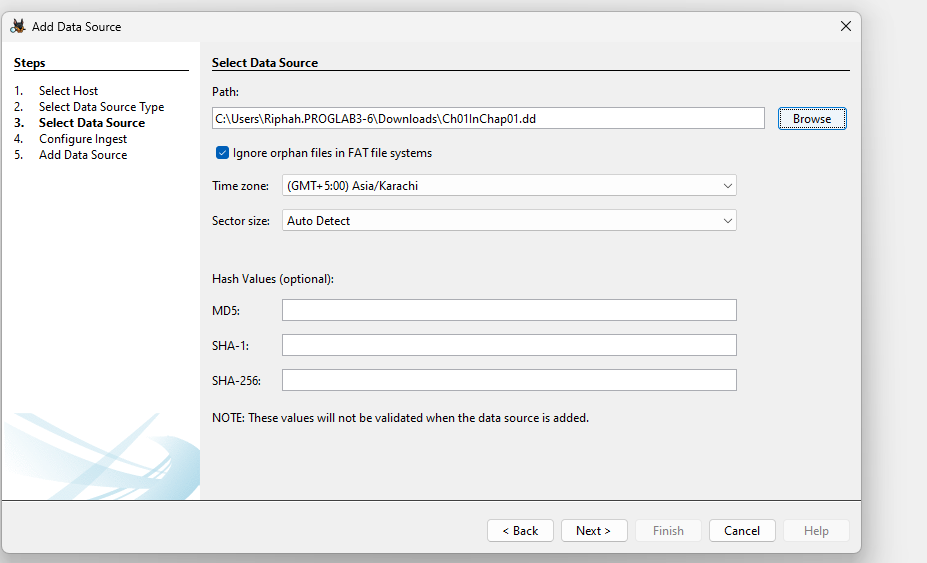 Add Data Source
Steps
1. Select Host
2. Select Data Source Type
3. Select Data Source
4. Configure Ingest
5. Add Data Source
Select Data Source
Path:
C:\Users\Riphah.PROGLAB3-6\Downloads\Ch01InChap01.dd
Browse
Ignore orphan files in FAT file systems
Time zone: (GMT+5:00) Asia/Karachi
Sector size: Auto Detect
Hash Values (optional):
MD5:
SHA-1:
SHA-256:
NOTE: These values will not be validated when the data source is added.
< Back Next > Finish Cancel Help